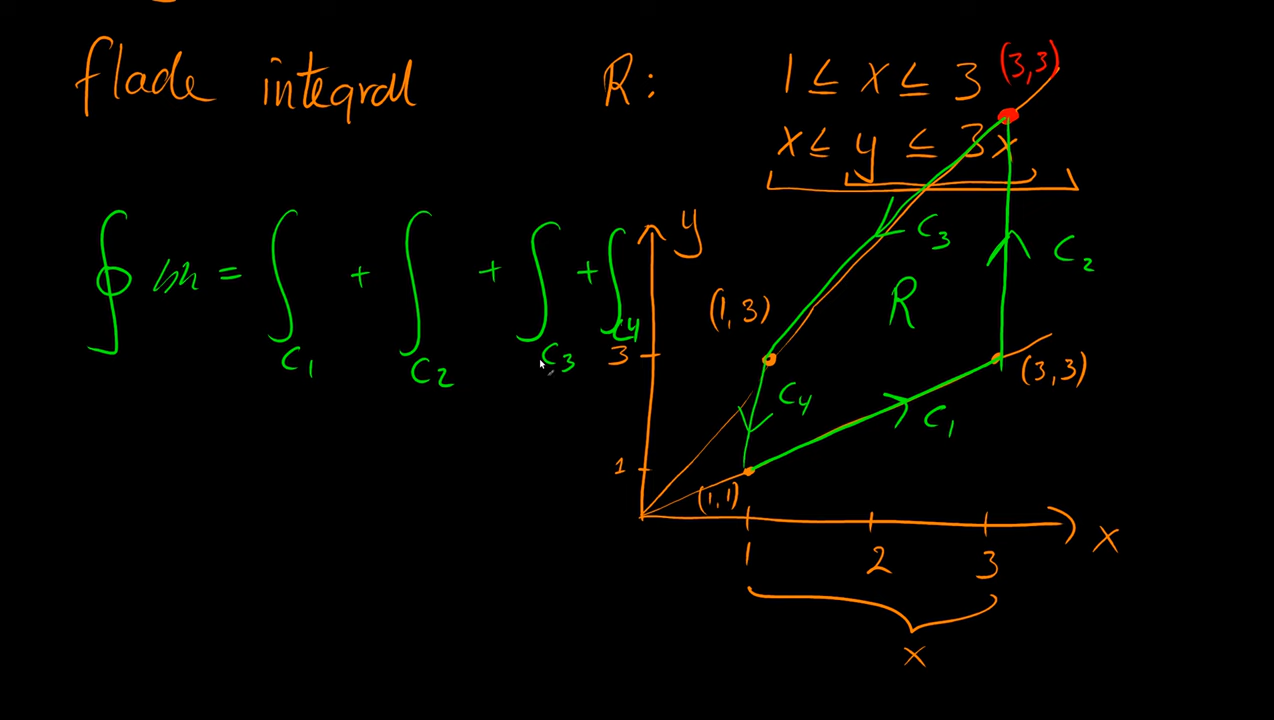 flade integral
R: 1 ≤ x ≤ 3 (3,3)
x ≤ y ≤ 3x
∮ = ∫C1 + ∫C2 + ∫C3 + ∫C4
y
C3
C2
R
(1,3)
3
(3,3)
C4
C1
1
(1,1)
1 2 3
x
x